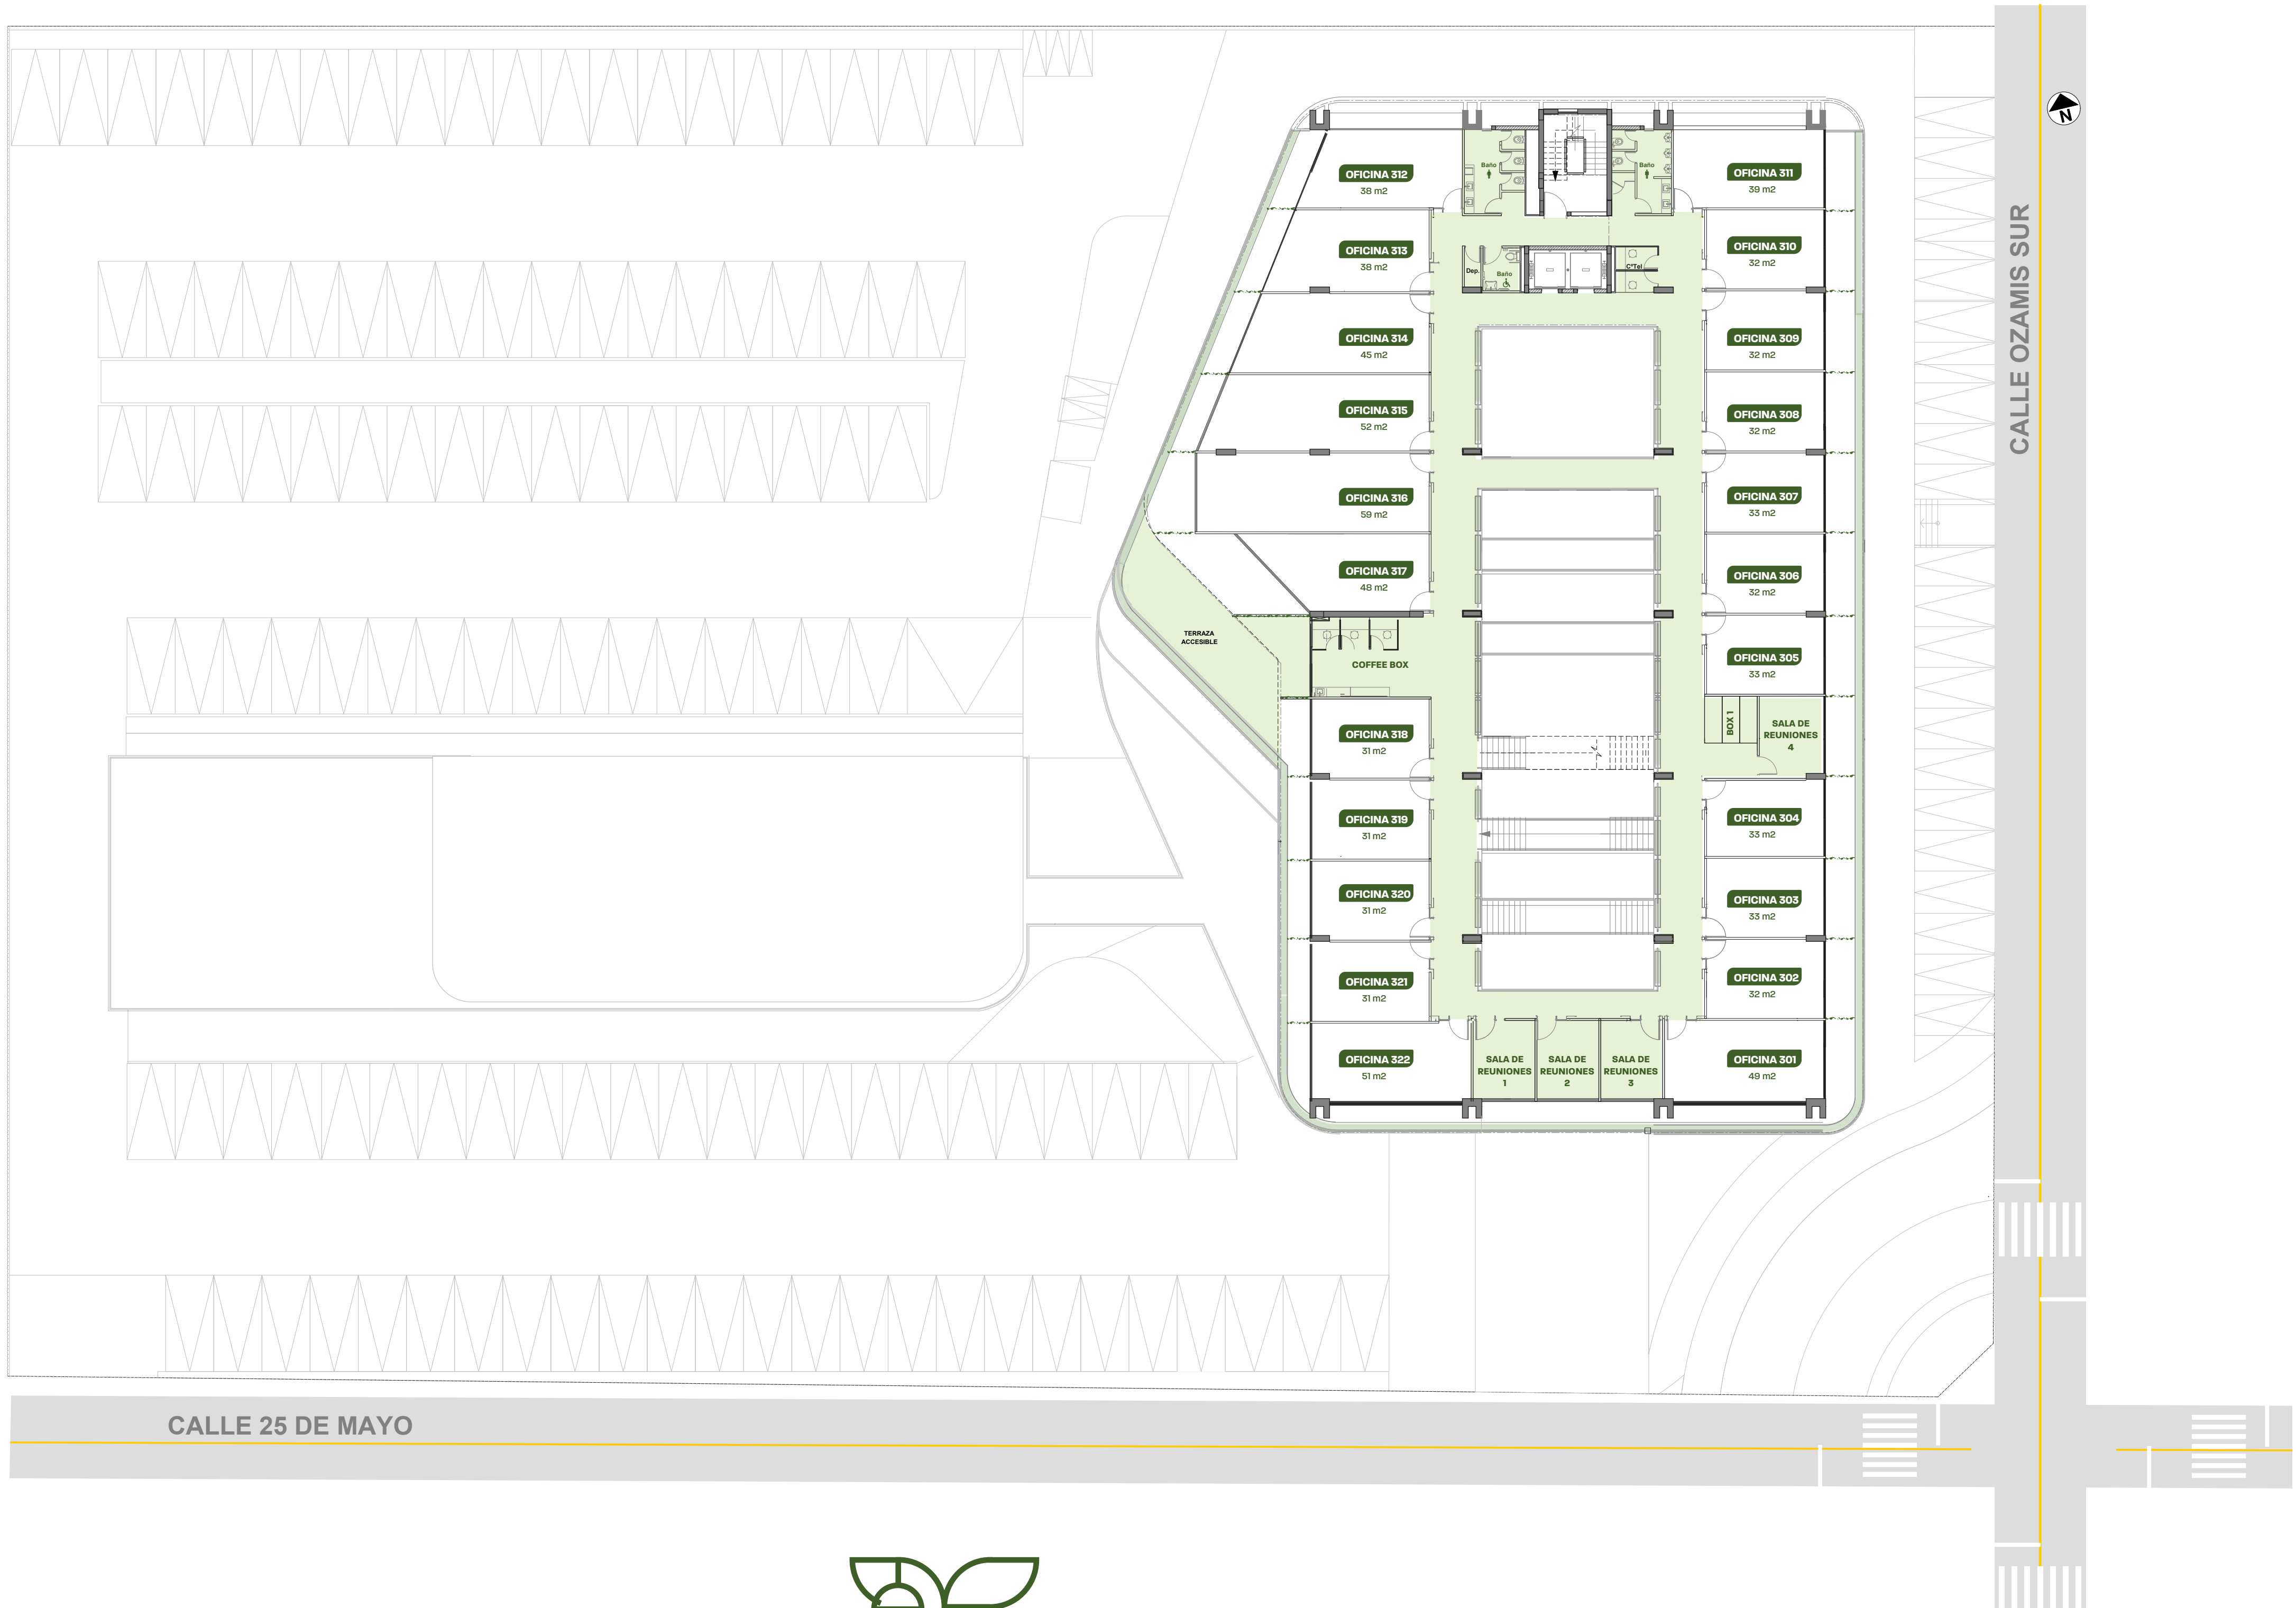 N
CALLE OZAMIS SUR
Baño
Baño
OFICINA 312
38 m2
OFICINA 311
39 m2
OFICINA 313
38 m2
OFICINA 310
32 m2
Dep.
Baño
C°Tel
OFICINA 314
45 m2
OFICINA 309
32 m2
OFICINA 315
52 m2
OFICINA 308
32 m2
OFICINA 316
59 m2
OFICINA 307
33 m2
OFICINA 317
48 m2
OFICINA 306
32 m2
TERRAZA
ACCESIBLE
COFFEE BOX
OFICINA 305
33 m2
OFICINA 318
31 m2
BOX 1
SALA DE
REUNIONES
4
OFICINA 319
31 m2
OFICINA 304
33 m2
OFICINA 320
31 m2
OFICINA 303
33 m2
OFICINA 321
31 m2
OFICINA 302
32 m2
OFICINA 322
51 m2
SALA DE
REUNIONES
1
SALA DE
REUNIONES
2
SALA DE
REUNIONES
3
OFICINA 301
49 m2
CALLE 25 DE MAYO